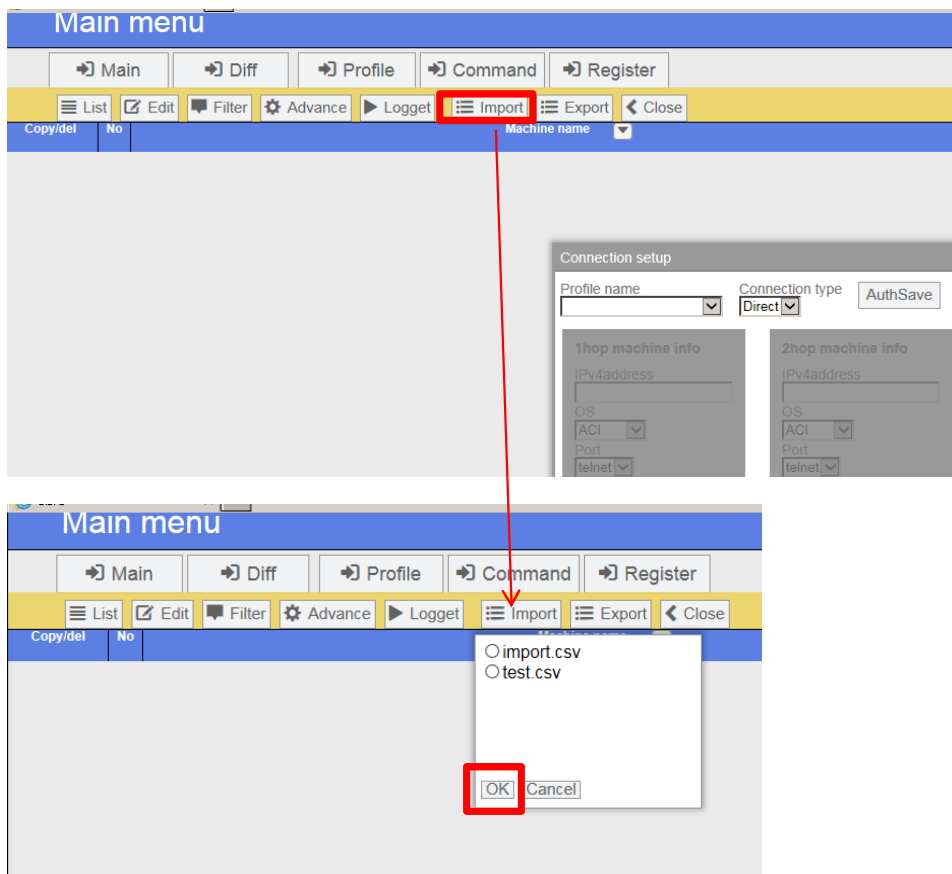 Main menu
Main Diff Profile Command Register
List Edit Filter Advance Logget Import Export Close
Copy/del No Machine name
Connection setup
Profile name Connection type AuthSave
Direct
1hop machine info 2hop machine info
IPv4address IPv4address
OS OS
ACI ACI
Port Port
telnet telnet
Main menu
Main Diff Profile Command Register
List Edit Filter Advance Logget Import Export Close
Copy/del No Machine name
import.csv
test.csv
OK Cancel